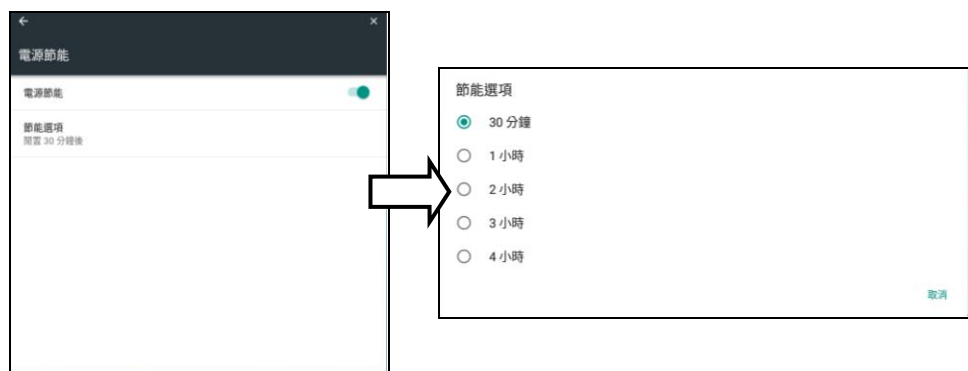 電源節能
電源節能
節能選項
閒置 30 分鐘後
節能選項
30 分鐘
1 小時
2 小時
3 小時
4 小時
取消